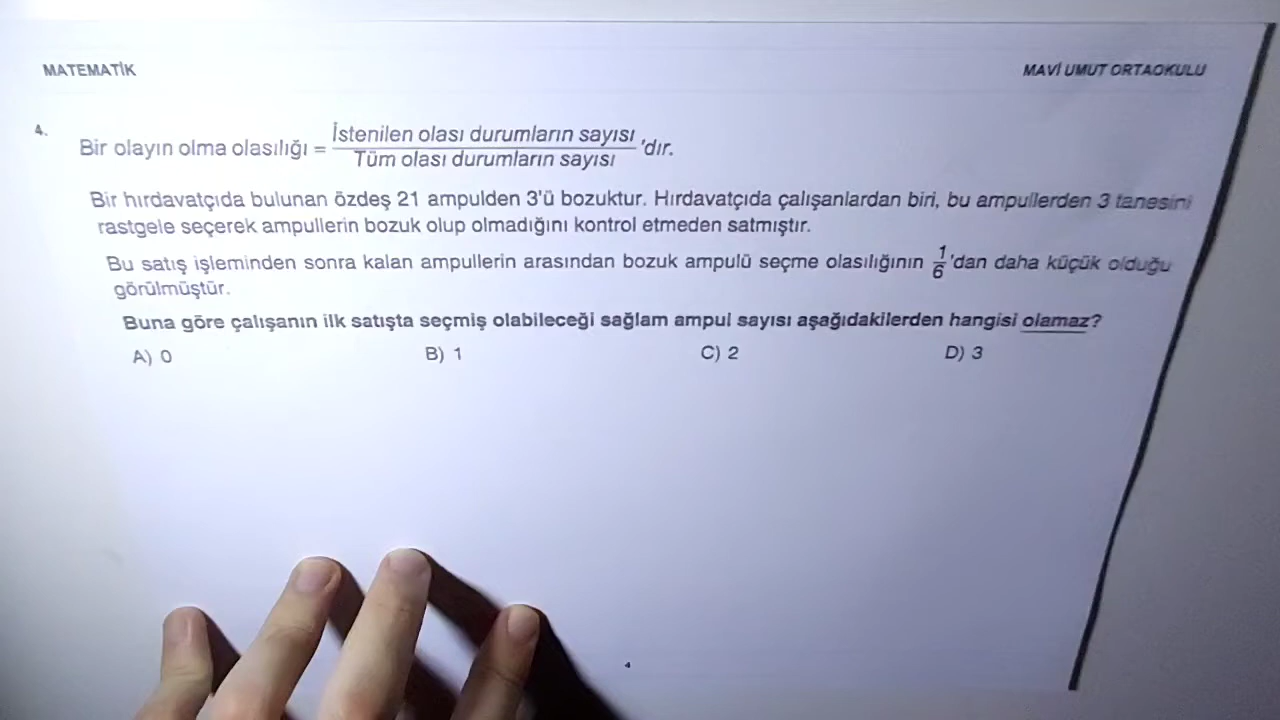 MATEMATİK
MAVİ UMUT ORTAOKULU
4.
Bir olayın olma olasılığı = İstenilen olası durumların sayısı / Tüm olası durumların sayısı 'dır.
Bir hırdavatçıda bulunan özdeş 21 ampulden 3'ü bozuktur. Hırdavatçıda çalışanlardan biri, bu ampullerden 3 tanesini
rastgele seçerek ampullerin bozuk olup olmadığını kontrol etmeden satmıştır.
Bu satış işleminden sonra kalan ampullerin arasından bozuk ampulü seçme olasılığının 1/6 'dan daha küçük olduğu
görülmüştür.
Buna göre çalışanın ilk satışta seçmiş olabileceği sağlam ampul sayısı aşağıdakilerden hangisi olamaz?
A) 0 B) 1 C) 2 D) 3
4